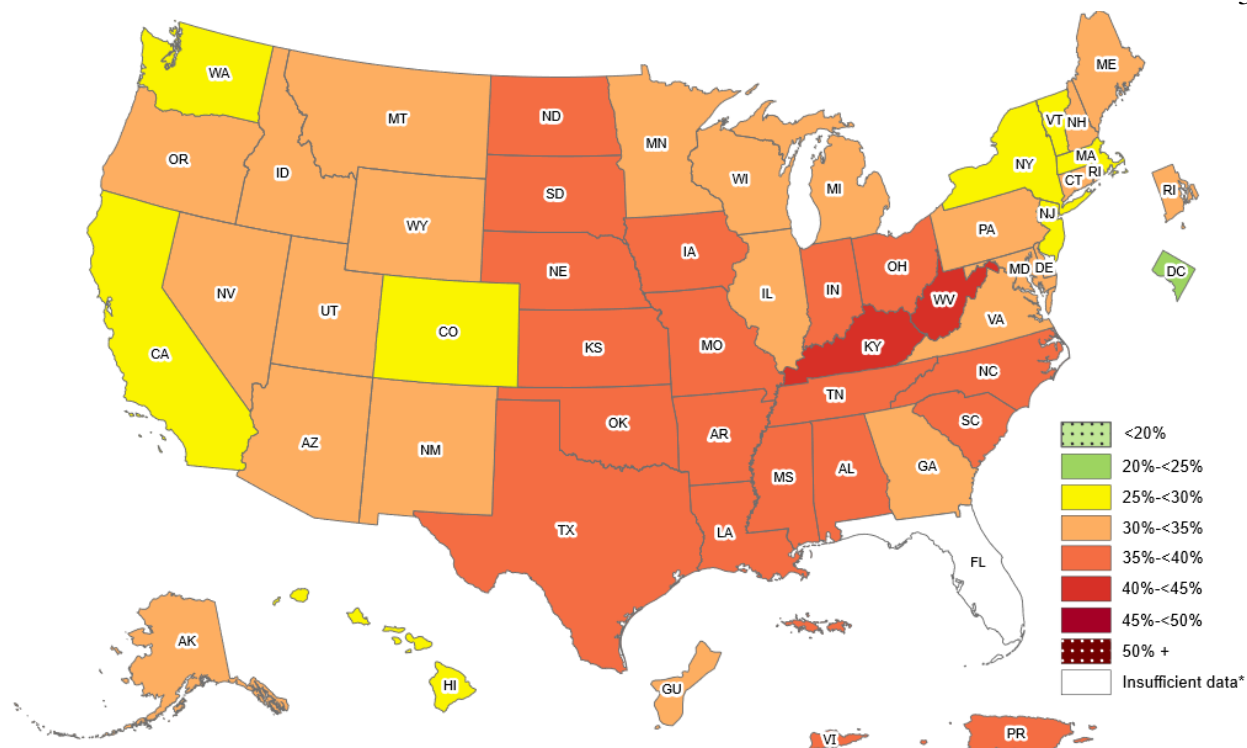 WA
OR
CA
ID
NV
MT
WY
UT
CO
AZ
NM
ND
SD
NE
KS
OK
TX
MN
IA
MO
AR
LA
WI
IL
MI
IN
OH
KY
TN
MS
AL
GA
FL
SC
NC
VA
WV
PA
NY
NJ
MD
DE
VT
NH
ME
MA
CT
RI
RI
DC
AK
HI
GU
VI
PR
<20%
20%-<25%
25%-<30%
30%-<35%
35%-<40%
40%-<45%
45%-<50%
50% +
Insufficient data*